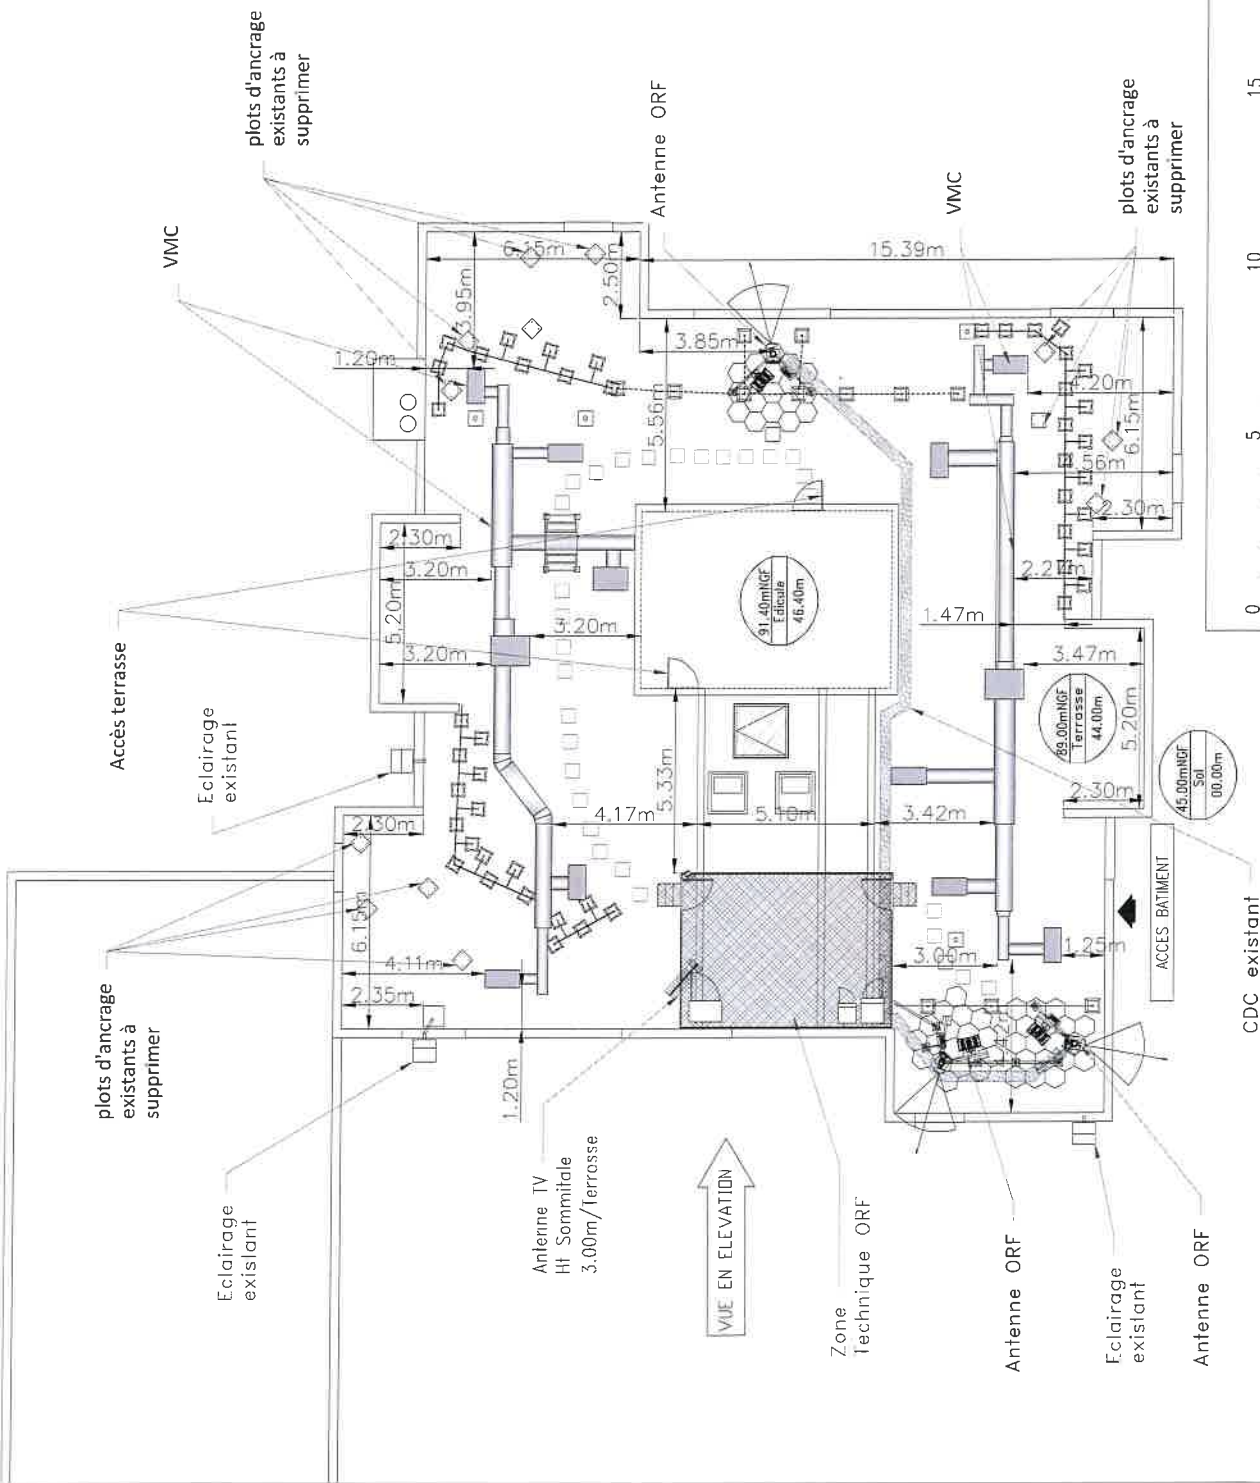 plots d'ancrage
existants à
supprimer
VMC
Antenne ORF
VMC
plots d'ancrage
existants à
supprimer
15
10
5
0
Accès terrasse
Eclairage
existant
plots d'ancrage
existants à
supprimer
Eclairage
existant
Antenne TV
Ht Sommitale
3.00m/Terrasse
VUE EN ELEVATION
Zone
Technique ORF
Antenne ORF
Eclairage
existant
Antenne ORF
CDC existant
ACCES BATIMENT
91.40mNGF
Edicule
46.40m
89.00mNGF
Terrasse
44.00m
45.00mNGF
Sol
00.00m
6.15m
2.50m
3.95m
1.20m
15.39m
3.85m
5.56m
4.20m
6.15m
.56m
2.30m
2.30m
3.20m
5.20m
3.20m
3.20m
1.47m
3.47m
5.20m
2.30m
5.33m
4.17m
5.10m
3.42m
2.30m
6.15m
4.11m
2.35m
1.20m
3.00m
1.25m